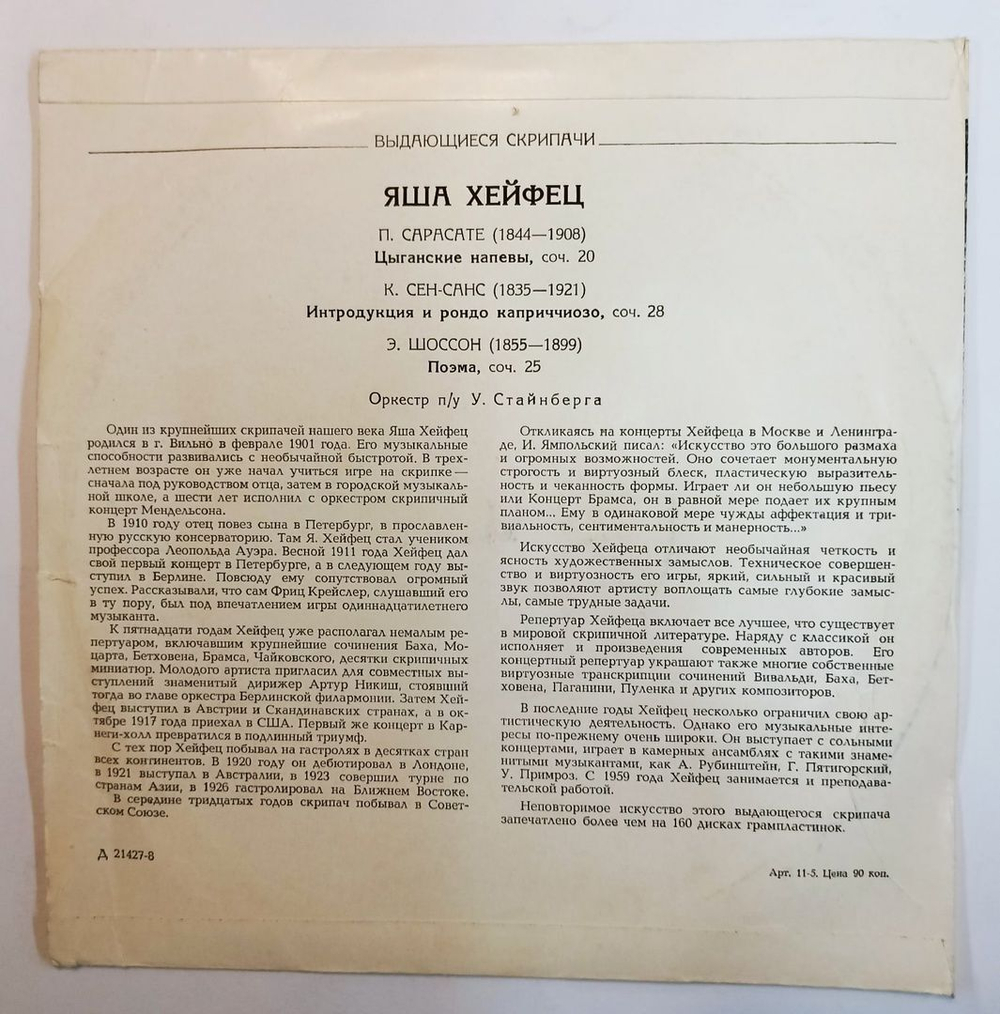 ВЫДАЮЩИЕСЯ СКРИПАЧИ
ЯША ХЕЙФЕЦ
П. САРАСАТЕ (1844—1908)
Цыганские напевы, соч. 20
К. СЕН-САНС (1835—1921)
Интродукция и рондо каприччиозо, соч. 28
Э. ШОССОН (1855—1899)
Поэма, соч. 25
Оркестр п/у У. Стайнберга
Один из крупнейших скрипачей нашего века Яша Хейфец
родился в г. Вильно в феврале 1901 года. Его музыкальные
способности развивались с необычайной быстротой. В трех-
летнем возрасте он уже начал учиться игре на скрипке —
сначала под руководством отца, затем в городской музыкаль-
ной школе, а шести лет исполнил с оркестром скрипичный
концерт Мендельсона.
В 1910 году отец повез сына в Петербург, в прославлен-
ную русскую консерваторию. Там Я. Хейфец стал учеником
профессора Леопольда Ауэра. Весной 1911 года Хейфец дал
свой первый концерт в Петербурге, а в следующем году вы-
ступил в Берлине. Повсюду ему сопутствовал огромный
успех. Рассказывали, что сам Фриц Крейслер, слушавший его
в ту пору, был под впечатлением игры одиннадцатилетнего
музыканта.
К пятнадцати годам Хейфец уже располагал немалым ре-
пертуаром, включавшим крупнейшие сочинения Баха, Мо-
царта, Бетховена, Брамса, Чайковского, десятки скрипичных
миниатюр. Молодого артиста пригласил для совместных вы-
ступлений знаменитый дирижер Артур Никиш, стоявший
тогда во главе оркестра Берлинской филармонии. Затем Хей-
фец выступил в Австрии и Скандинавских странах, а в ок-
тябре 1917 года приехал в США. Первый же концерт в Кар-
неги-холл превратился в подлинный триумф.
С тех пор Хейфец побывал на гастролях в десятках стран
всех континентов. В 1920 году он дебютировал в Лондоне,
в 1921 выступал в Австралии, в 1923 совершил турне по
странам Азии, в 1926 гастролировал на Ближнем Востоке.
В середине тридцатых годов скрипач побывал в Совет-
ском Союзе.
Д 21427-8
Откликаясь на концерты Хейфеца в Москве и Ленингра-
де, И. Ямпольский писал: «Искусство это большого размаха
и огромных возможностей. Оно сочетает монументальную
строгость и виртуозный блеск, пластическую выразитель-
ность и чеканность формы. Играет ли он небольшую пьесу
или Концерт Брамса, он в равной мере подает их крупным
планом... Ему в одинаковой мере чужды аффектация и три-
виальность, сентиментальность и манерность...»
Искусство Хейфеца отличают необычайная четкость и
ясность художественных замыслов. Техническое совершен-
ство и виртуозность его игры, яркий, сильный и красивый
звук позволяют артисту воплощать самые глубокие замыс-
лы, самые трудные задачи.
Репертуар Хейфеца включает все лучшее, что существует
в мировой скрипичной литературе. Наряду с классикой он
исполняет и произведения современных авторов. Его
концертный репертуар украшают также многие собственные
виртуозные транскрипции сочинений Вивальди, Баха, Бет-
ховена, Паганини, Пуленка и других композиторов.
В последние годы Хейфец несколько ограничил свою ар-
тистическую деятельность. Однако его музыкальные инте-
ресы по-прежнему очень широки. Он выступает с сольными
концертами, играет в камерных ансамблях с такими знаме-
нитыми музыкантами, как А. Рубинштейн, Г. Пятигорский,
У. Примроз. С 1959 года Хейфец занимается и преподава-
тельской работой.
Неповторимое искусство этого выдающегося скрипача
запечатлено более чем на 160 дисках грампластинок.
Арт. 11-5. Цена 90 коп.